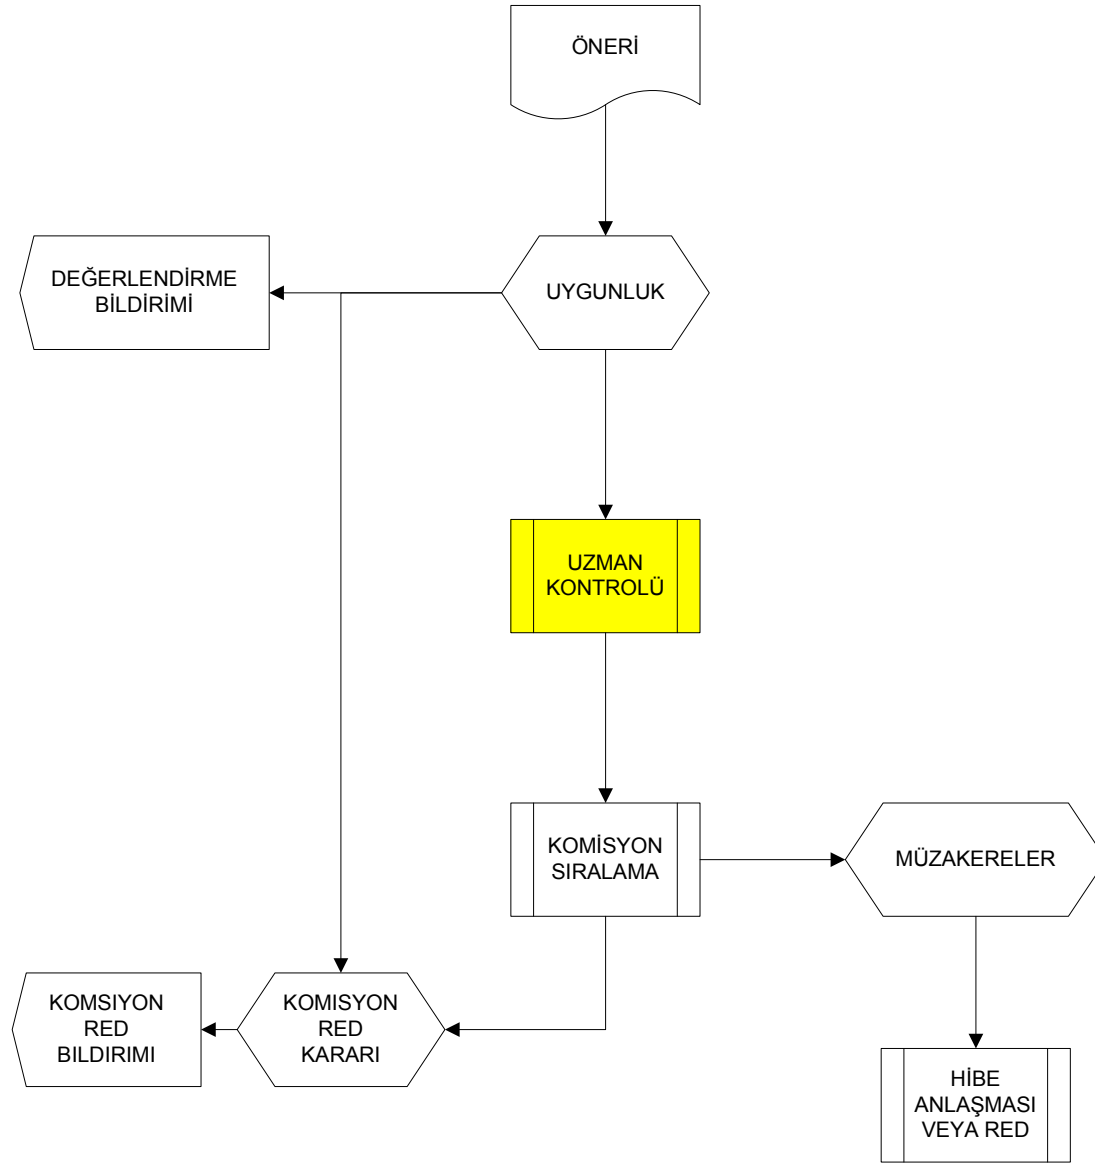 ÖNERİ
DEĞERLENDİRME
BİLDİRİMİ
UYGUNLUK
UZMAN
KONTROLÜ
KOMİSYON
SIRALAMA
MÜZAKERELER
KOMSIYON
RED
BILDIRIMI
KOMISYON
RED
KARARI
HİBE
ANLAŞMASI
VEYA RED